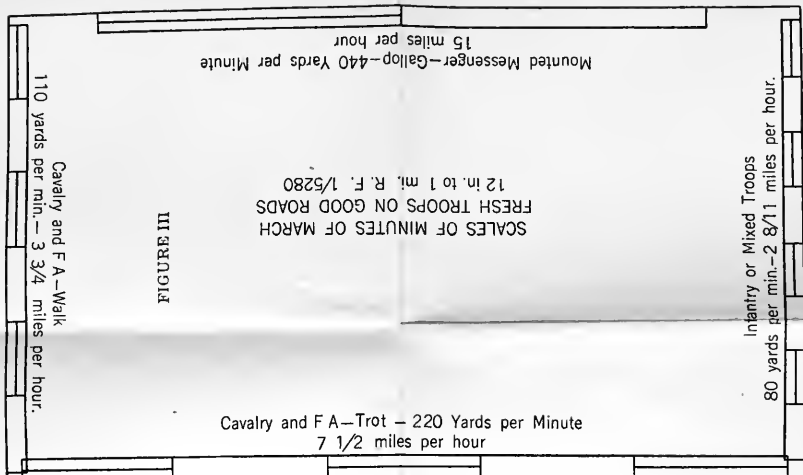 Mounted Messenger—Gallop—440 Yards per Minute
15 miles per hour
110 yards per min.— 3 3/4 miles per hour.
Cavalry and F A—Walk
FIGURE III
SCALES OF MINUTES OF MARCH
FRESH TROOPS ON GOOD ROADS
12 in. to 1 mi. R. F. 1/5280
Infantry or Mixed Troops
80 yards per min.—2 8/11 miles per hour.
Cavalry and F A—Trot — 220 Yards per Minute
7 1/2 miles per hour